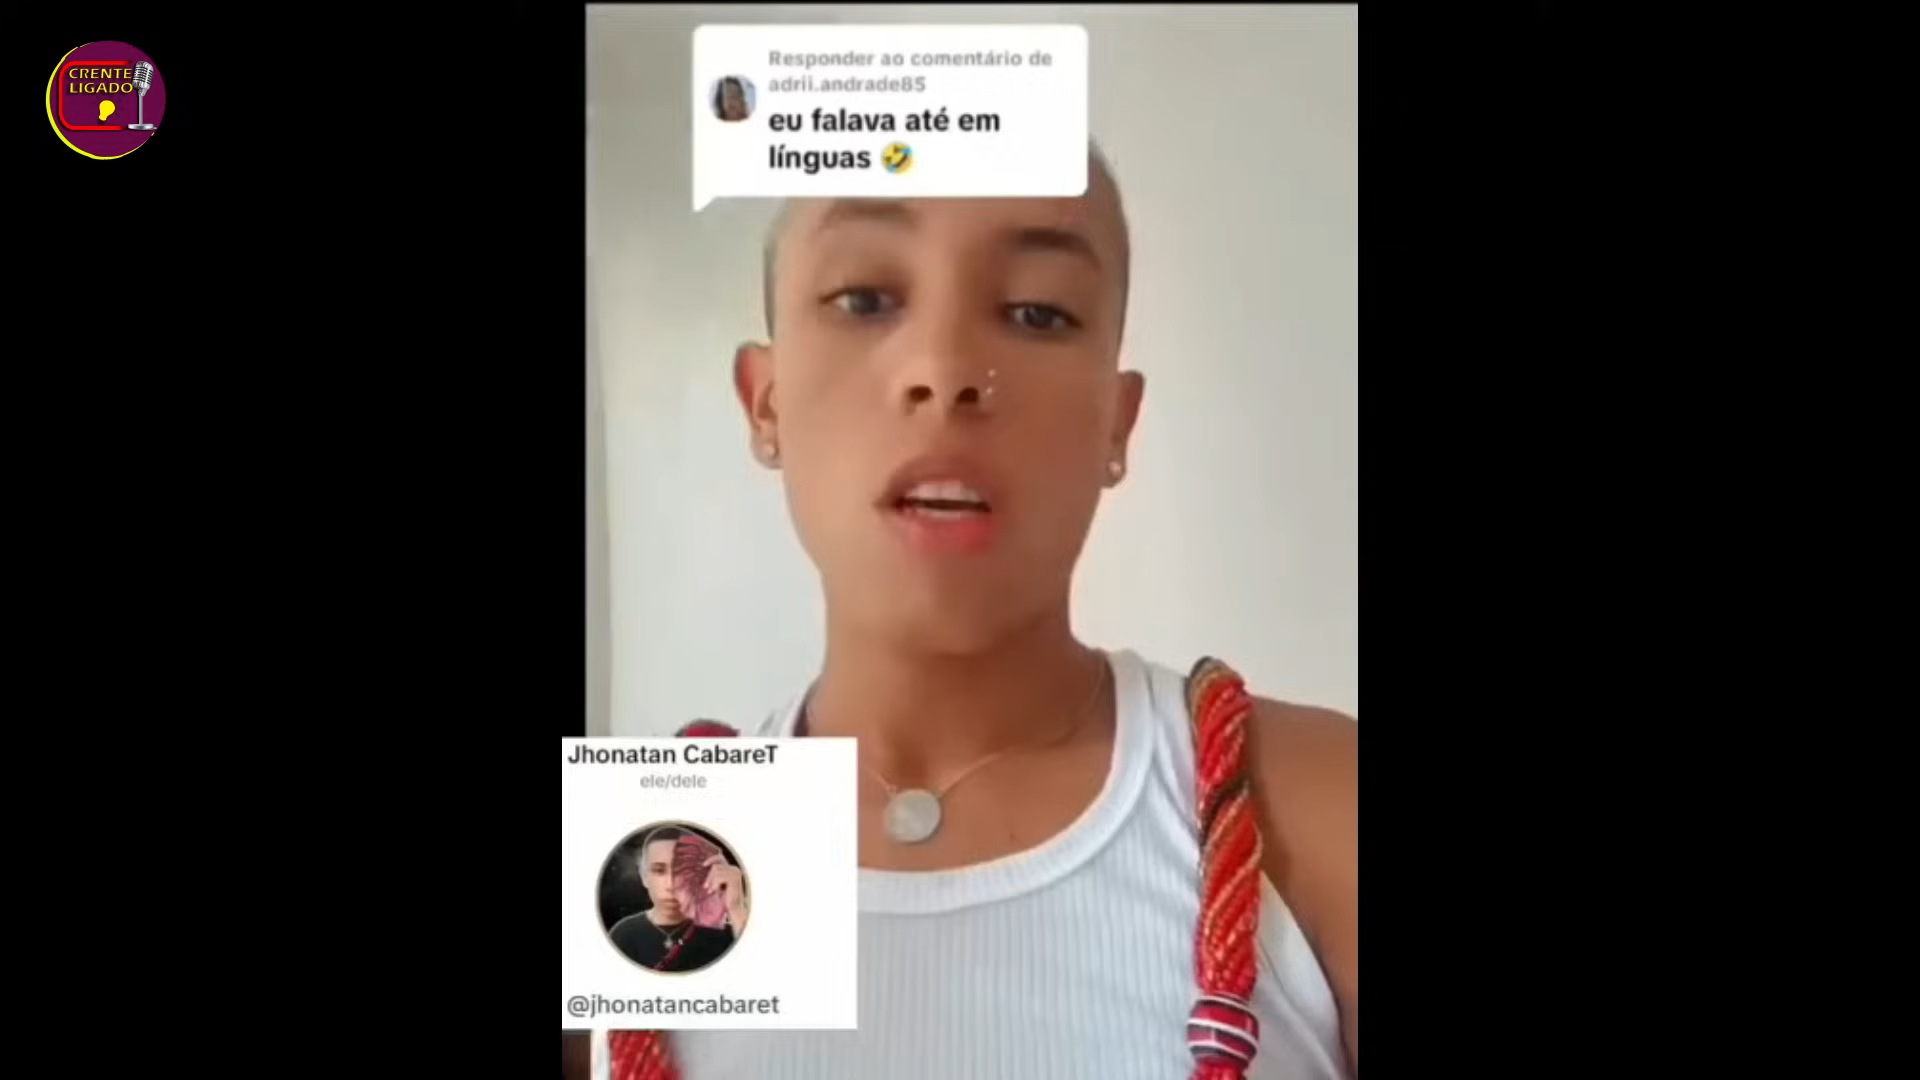 CRENTE
LIGADO
Responder ao comentário de
adrii.andrade85
eu falava até em
línguas 🤣
Jhonatan CabareT
ele/dele
@jhonatancabaret